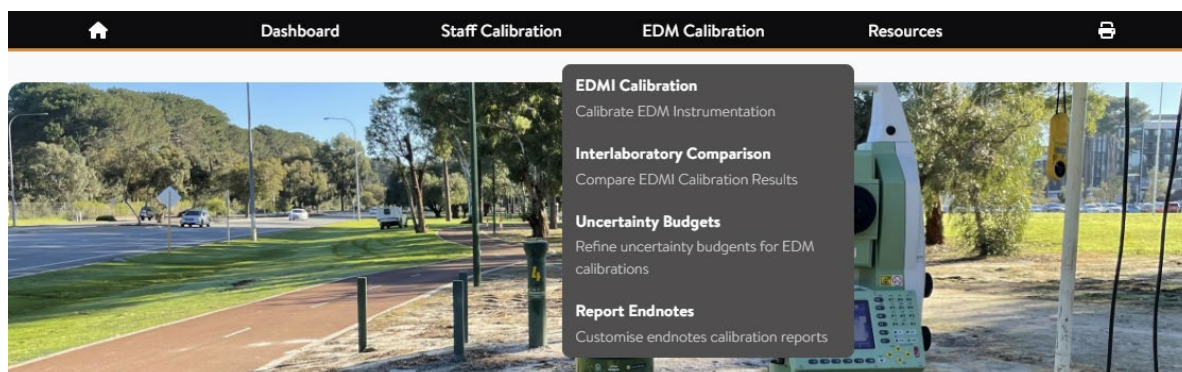 Dashboard Staff Calibration EDM Calibration Resources
EDMI Calibration
Calibrate EDM Instrumentation
Interlaboratory Comparison
Compare EDMI Calibration Results
Uncertainty Budgets
Refine uncertainty budgents for EDM
calibrations
Report Endnotes
Customise endnotes calibration reports
4